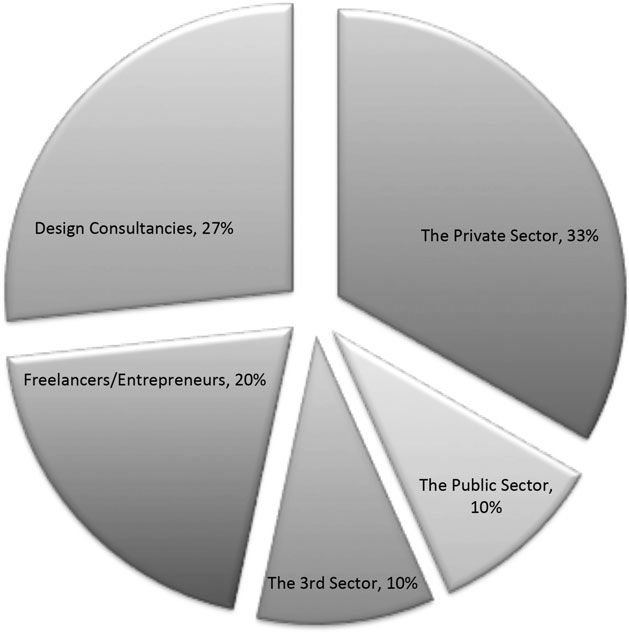 Design Consultancies, 27%
The Private Sector, 33%
Freelancers/Entrepreneurs, 20%
The Public Sector,
10%
The 3rd Sector, 10%